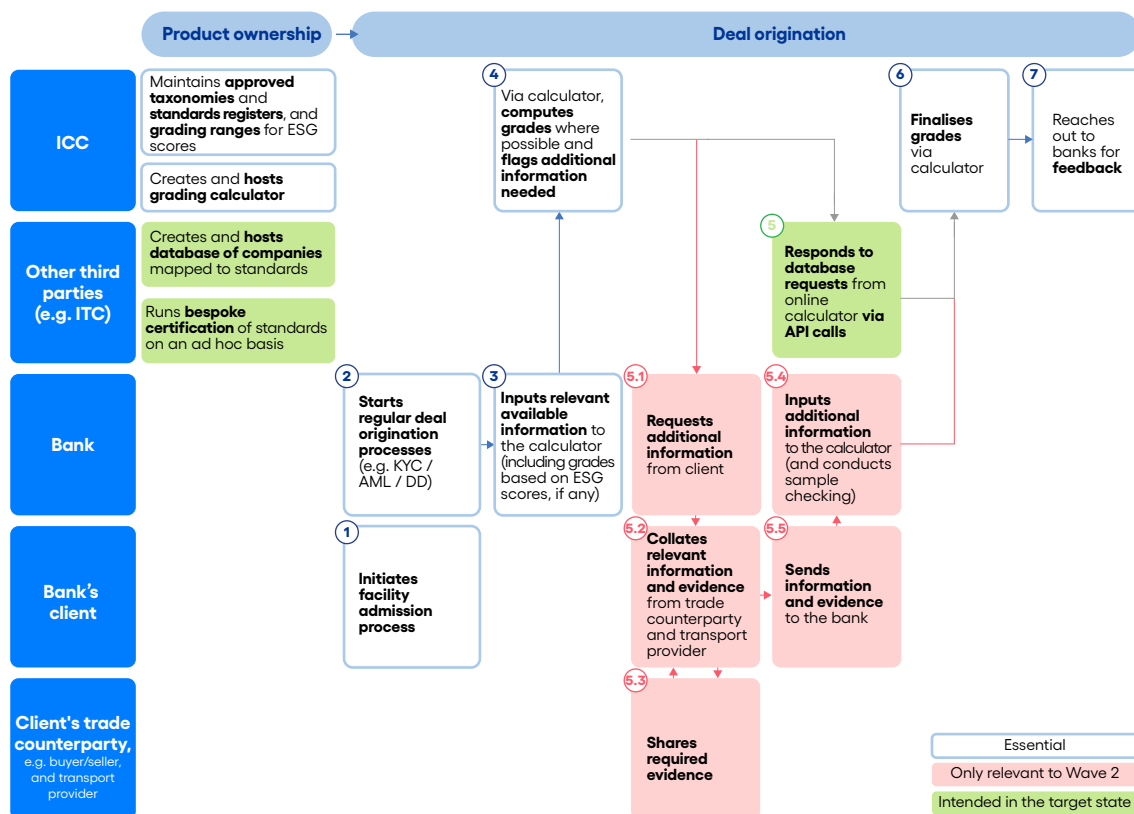 Product ownership
Deal origination
ICC
Maintains approved
taxonomies and
standards registers, and
grading ranges for ESG
scores
Creates and hosts
grading calculator
4
Via calculator,
computes grades where
possible and
flags additional
information
needed
6
Finalises
grades
via
calculator
7
Reaches
out to
banks for
feedback
Other third
parties
(e.g. ITC)
Creates and hosts
database of companies
mapped to standards
Runs bespoke
certification of standards
on an ad hoc basis
5
Responds to
database
requests from
online
calculator via
API calls
Bank
2
Starts
regular deal
origination
processes
(e.g. KYC /
AML / DD)
3
Inputs relevant
available
information to
the calculator
(including grades
based on ESG
scores, if any)
5.1
Requests
additional
information
from client
5.4
Inputs
additional
information
to the calculator
(and conducts
sample
checking)
Bank's
client
1
Initiates
facility
admission
process
5.2
Collates
relevant
information
and evidence
from trade
counterparty
and transport
provider
5.5
Sends
information
and evidence
to the bank
Client's trade
counterparty,
e.g. buyer/seller,
and transport
provider
5.3
Shares
required
evidence
Essential
Only relevant to Wave 2
Intended in the target state